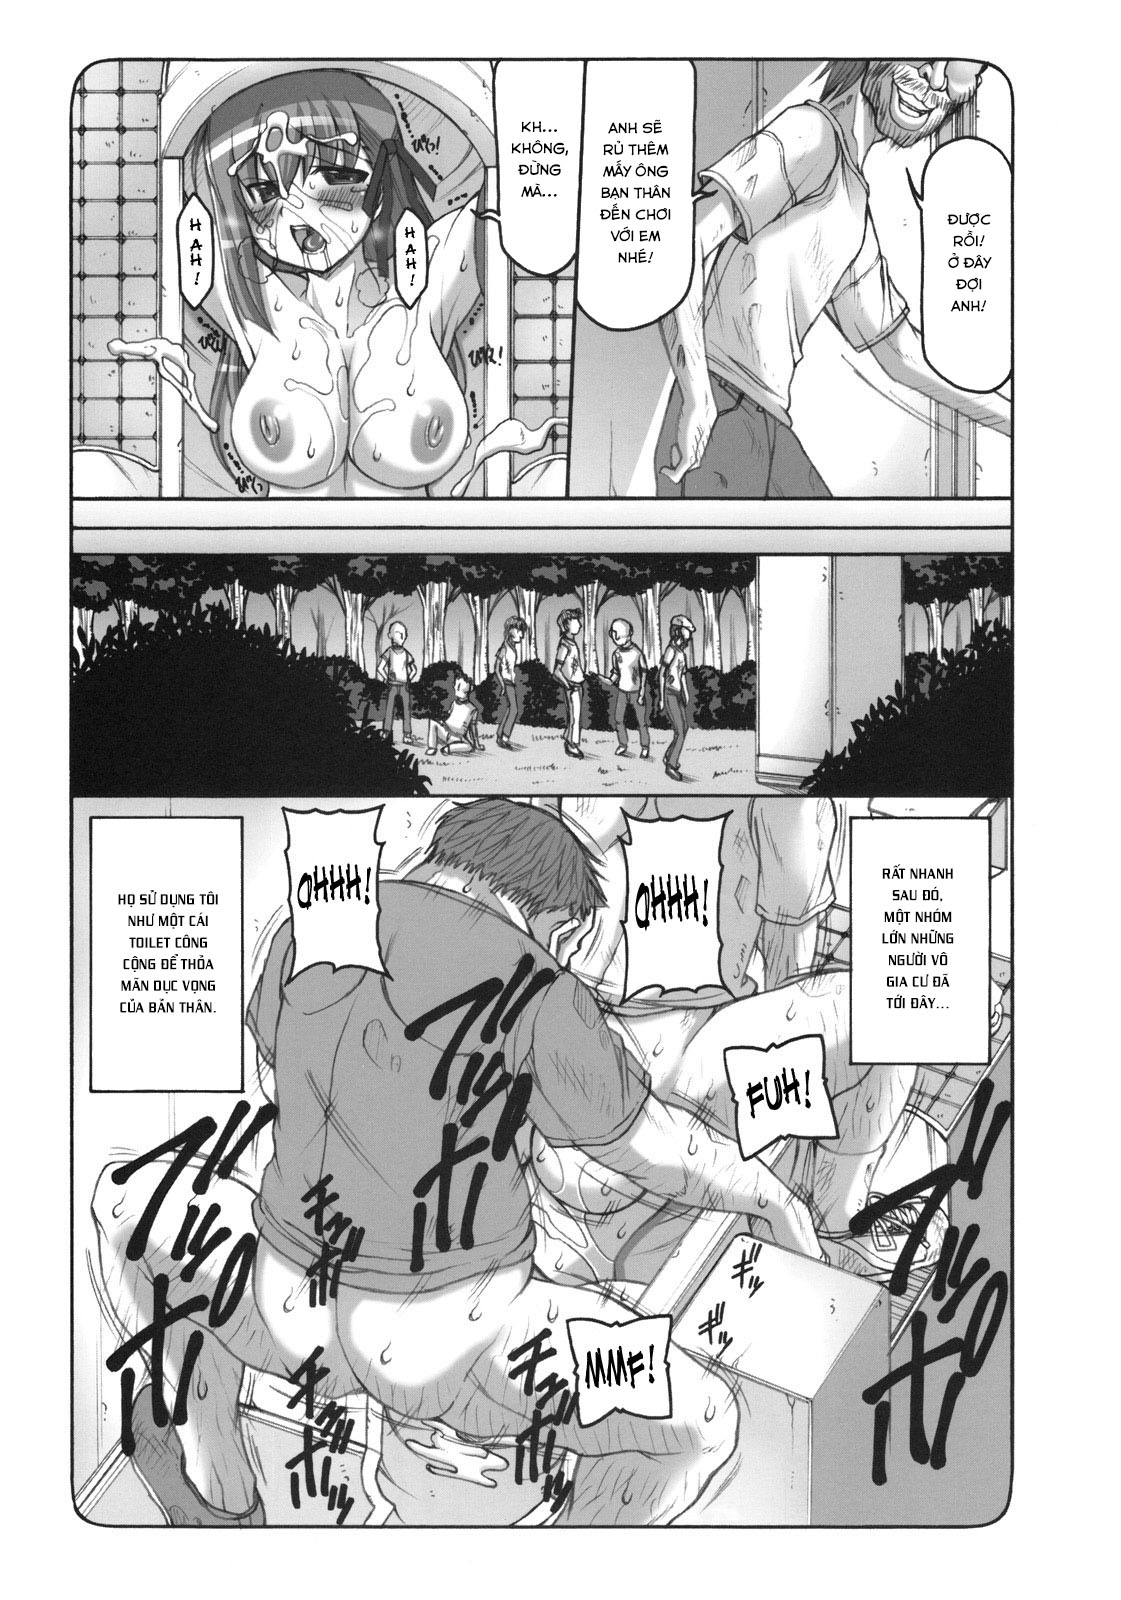 ĐƯỢC
RỒI!
Ở ĐÂY
ĐỢI
ANH!
ANH SẼ
RỦ THÊM
MẤY ÔNG
BẠN THÂN
ĐẾN CHƠI
VỚI EM
NHÉ!
KH...
KHÔNG,
ĐỪNG
MÀ...
HAH!
HAH!
RẤT NHANH
SAU ĐÓ,
MỘT NHÓM
LỚN NHỮNG
NGƯỜI VÔ
GIA CƯ ĐÃ
TỚI ĐÂY...
OHHH!
OHHH!
FUH!
MMF!
HỌ SỬ DỤNG TÔI
NHƯ MỘT CÁI
TOILET CÔNG
CỘNG ĐỂ THỎA
MÃN DỤC VỌNG
CỦA BẢN THÂN.